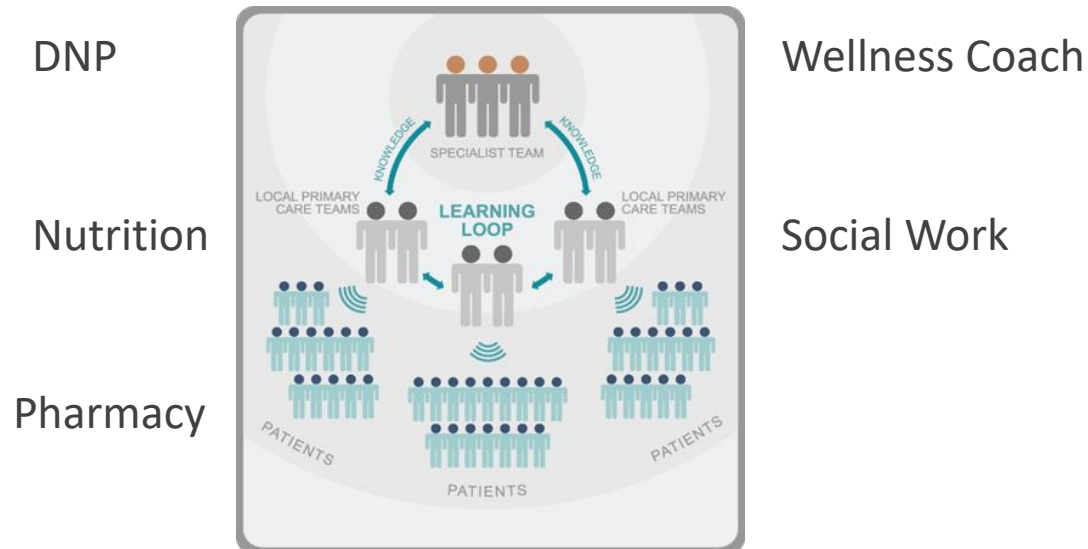 DNP
Nutrition
Pharmacy
SPECIALIST TEAM
KNOWLEDGE
KNOWLEDGE
LOCAL PRIMARY
CARE TEAMS
LEARNING
LOOP
LOCAL PRIMARY
CARE TEAMS
PATIENTS
PATIENTS
PATIENTS
Wellness Coach
Social Work